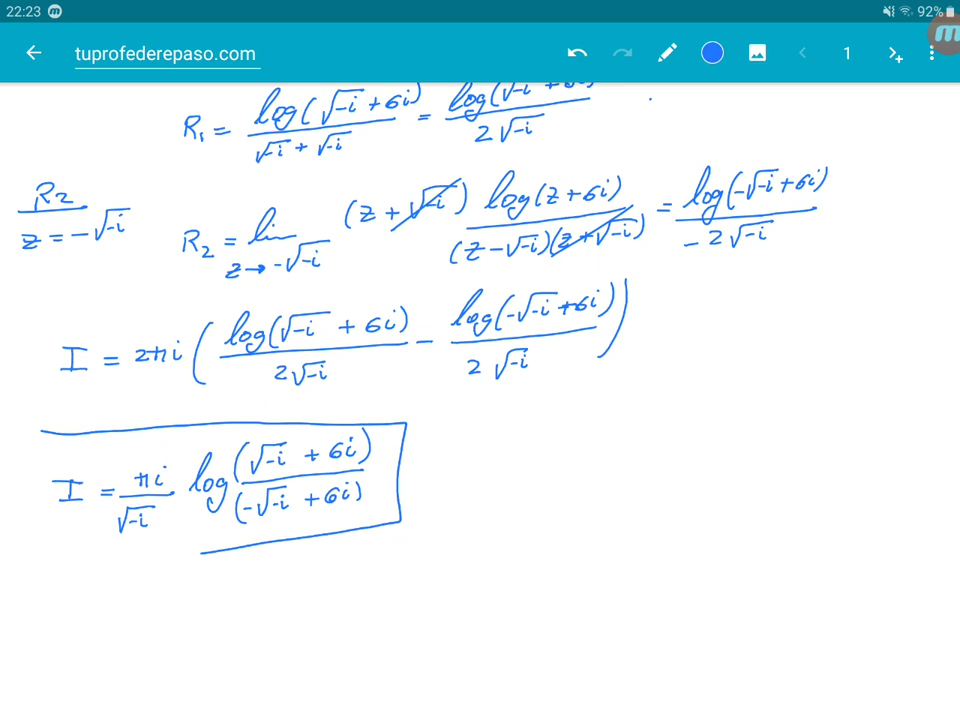 22:23 92%
tuprofederepaso.com 1
R₁ = log(√-i + 6i) / (√-i + √-i) = log(√-i + 6i) / 2√-i
R2 / z = -√-i
R₂ = lim z→-√-i (z + √-i) log(z + 6i) / (z - √-i)(z + √-i) = log(-√-i + 6i) / -2√-i
I = 2πi ( log(√-i + 6i) / 2√-i - log(-√-i + 6i) / 2√-i )
I = πi / √-i log (√-i + 6i) / (-√-i + 6i)